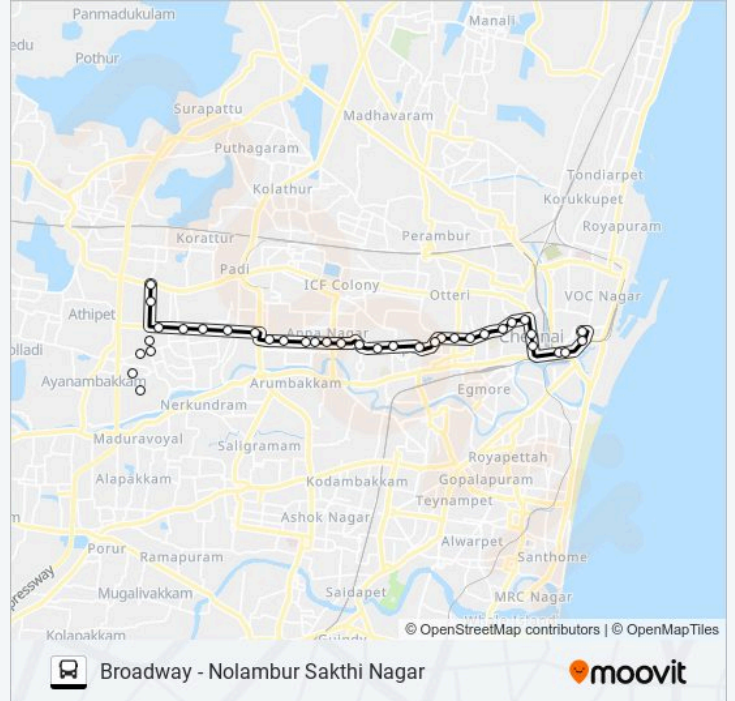 Manali
Panmadukulam
edu
Pothur
Surapattu
Madhavaram
Puthagaram
Tondiarpet
Kolathur
Korukkupet
Royapuram
Korattur
Perambur
Padi
ICF Colony
Otteri
VOC Nagar
Athipet
Anna Nagar
Chennai
olladi
Ayanambakkam
Arumbakkam
Egmore
Nerkundram
Maduravoyal
Saligramam
Royapettah
Alapakkam
Kodambakkam
Gopalapuram
Teynampet
m
Ashok Nagar
Alwarpet
Porur
Ramapuram
Santhome
pressway
Mugalivakkam
Saidapet
MRC Nagar
Kolapakkam
Guindy
© OpenStreetMap contributors | © OpenMapTiles
Broadway - Nolambur Sakthi Nagar
moovit